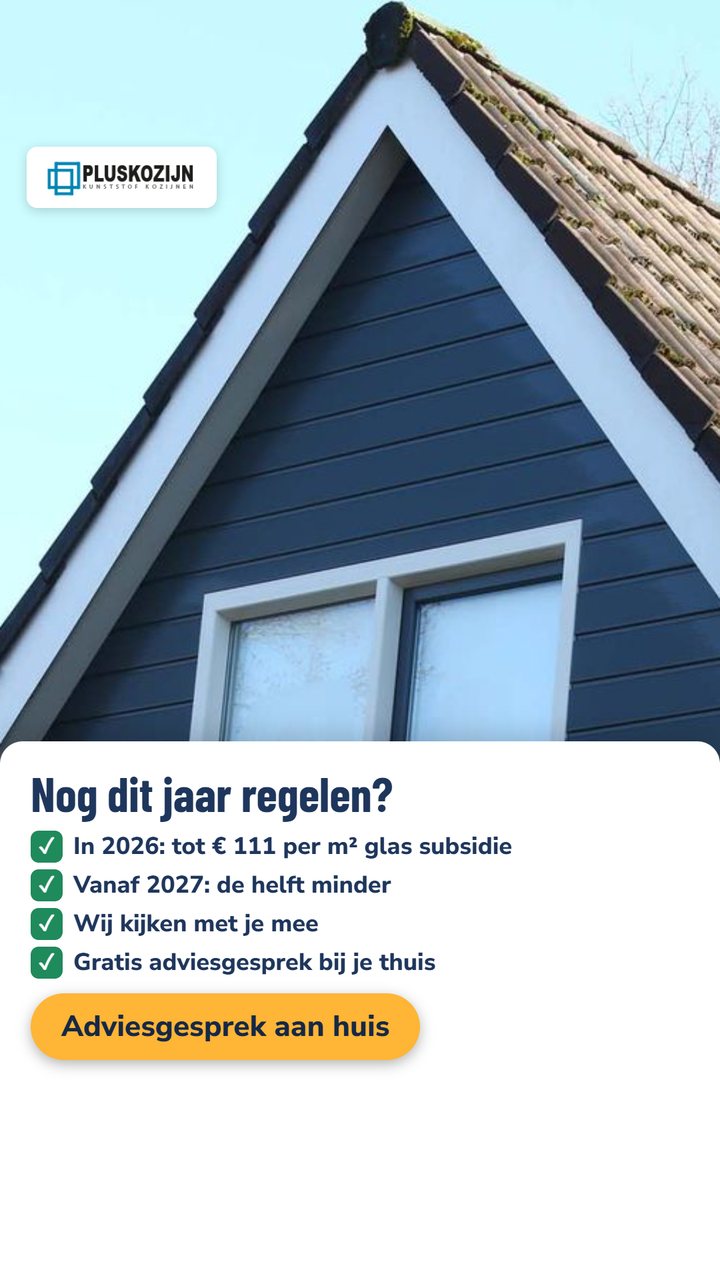 PLUSKOZIJN
KUNSTSTOF KOZIJNEN
Nog dit jaar regelen?
In 2026: tot € 111 per m² glas subsidie
Vanaf 2027: de helft minder
Wij kijken met je mee
Gratis adviesgesprek bij je thuis
Adviesgesprek aan huis